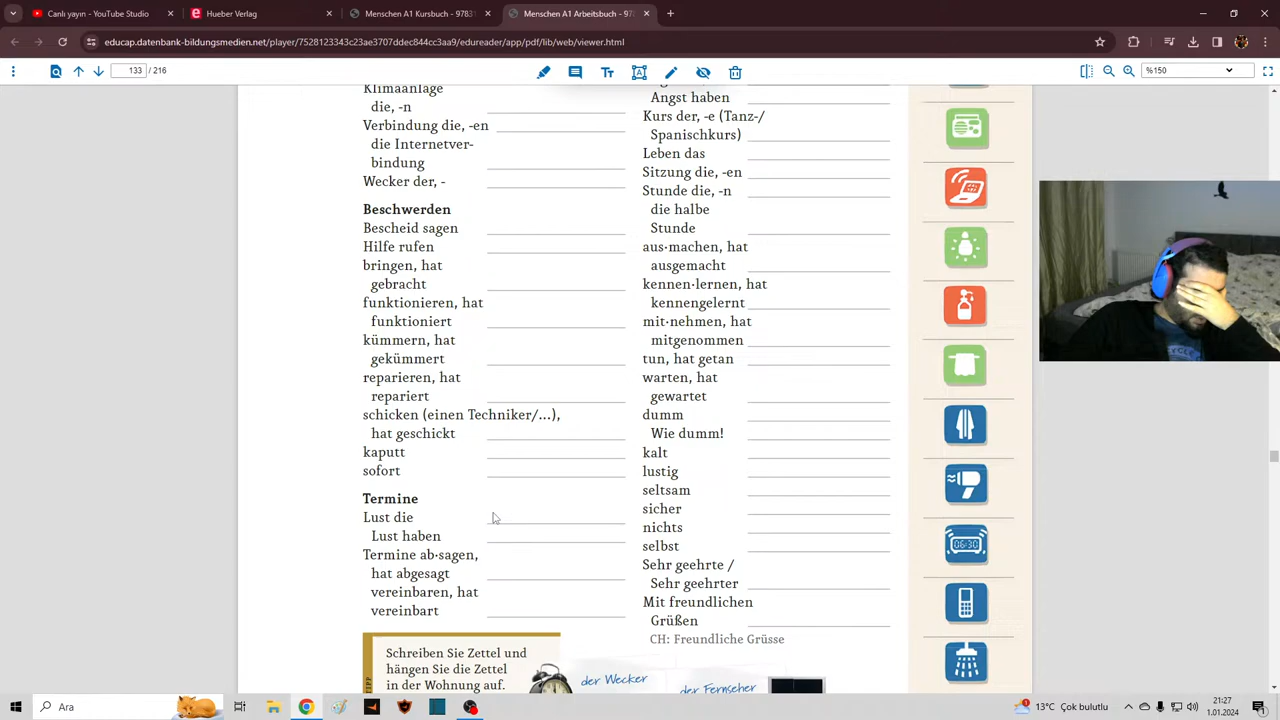 Canlı yayın - YouTube Studio
Hueber Verlag
Menschen A1 Kursbuch - 9783
Menschen A1 Arbeitsbuch - 978
educap.datenbank-bildungsmedien.net/player/7528123343c23ae3707ddec844cc3aa9/edureader/app/pdf/lib/web/viewer.html
133 / 216
%150
Klimaanlage
die, -n
Verbindung die, -en
die Internetver-
bindung
Wecker der, -
Beschwerden
Bescheid sagen
Hilfe rufen
bringen, hat
gebracht
funktionieren, hat
funktioniert
kümmern, hat
gekümmert
reparieren, hat
repariert
schicken (einen Techniker/…),
hat geschickt
kaputt
sofort
Termine
Lust die
Lust haben
Termine ab·sagen,
hat abgesagt
vereinbaren, hat
vereinbart
Schreiben Sie Zettel und
hängen Sie die Zettel
in der Wohnung auf.
der Wecker
der Fernseher
Angst haben
Kurs der, -e (Tanz-/
Spanischkurs)
Leben das
Sitzung die, -en
Stunde die, -n
die halbe
Stunde
aus·machen, hat
ausgemacht
kennen·lernen, hat
kennengelernt
mit·nehmen, hat
mitgenommen
tun, hat getan
warten, hat
gewartet
dumm
Wie dumm!
kalt
lustig
seltsam
sicher
nichts
selbst
Sehr geehrte /
Sehr geehrter
Mit freundlichen
Grüßen
CH: Freundliche Grüsse
06:30
Ara
13°C Çok bulutlu
21:27
1.01.2024